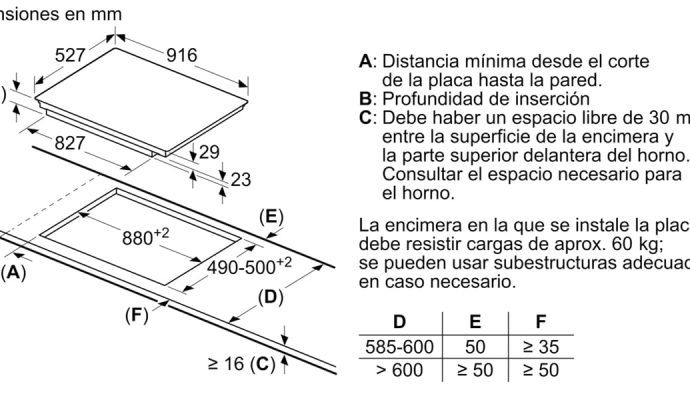 nsiones en mm
527
916
)
827
29
23
(E)
880+2
490-500+2
(A)
(D)
(F)
≥ 16 (C)
A: Distancia mínima desde el corte
de la placa hasta la pared.
B: Profundidad de inserción
C: Debe haber un espacio libre de 30 m
entre la superficie de la encimera y
la parte superior delantera del horno.
Consultar el espacio necesario para
el horno.
La encimera en la que se instale la plac
debe resistir cargas de aprox. 60 kg;
se pueden usar subestructuras adecuad
en caso necesario.
D E F
585-600 50 ≥ 35
> 600 ≥ 50 ≥ 50